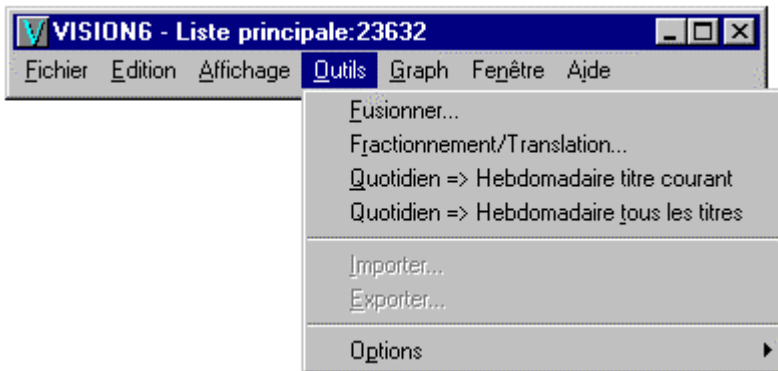 VISION6 - Liste principale:23632
Fichier Edition Affichage Outils Graph Fenêtre Aide
Fusionner...
Fractionnement/Translation...
Quotidien => Hebdomadaire titre courant
Quotidien => Hebdomadaire tous les titres
Importer...
Exporter...
Options